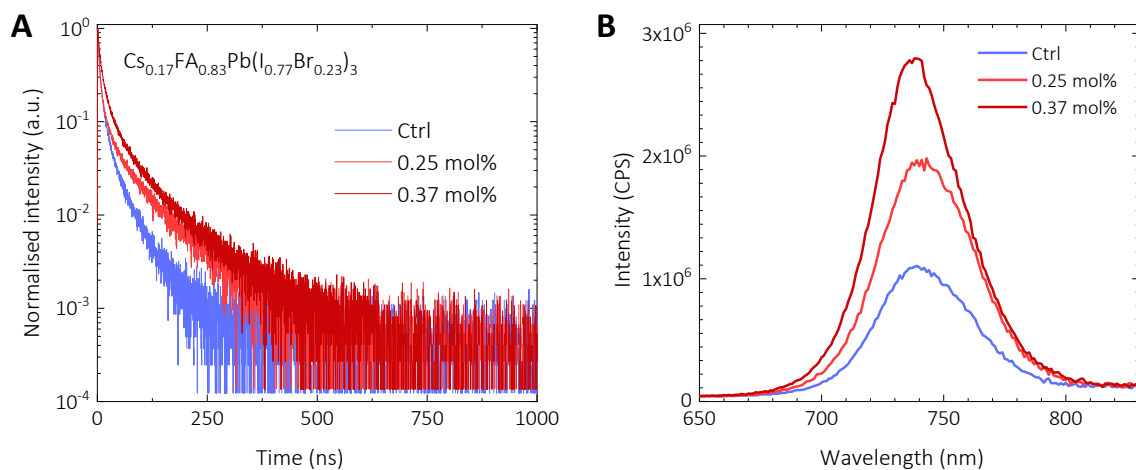 A
Cs0.17FA0.83Pb(I0.77Br0.23)3
Ctrl
0.25 mol%
0.37 mol%
Normalised intensity (a.u.)
10^0
10^-1
10^-2
10^-3
10^-4
0
250
500
750
1000
Time (ns)
B
Ctrl
0.25 mol%
0.37 mol%
Intensity (CPS)
3x10^6
2x10^6
1x10^6
0
650
700
750
800
Wavelength (nm)